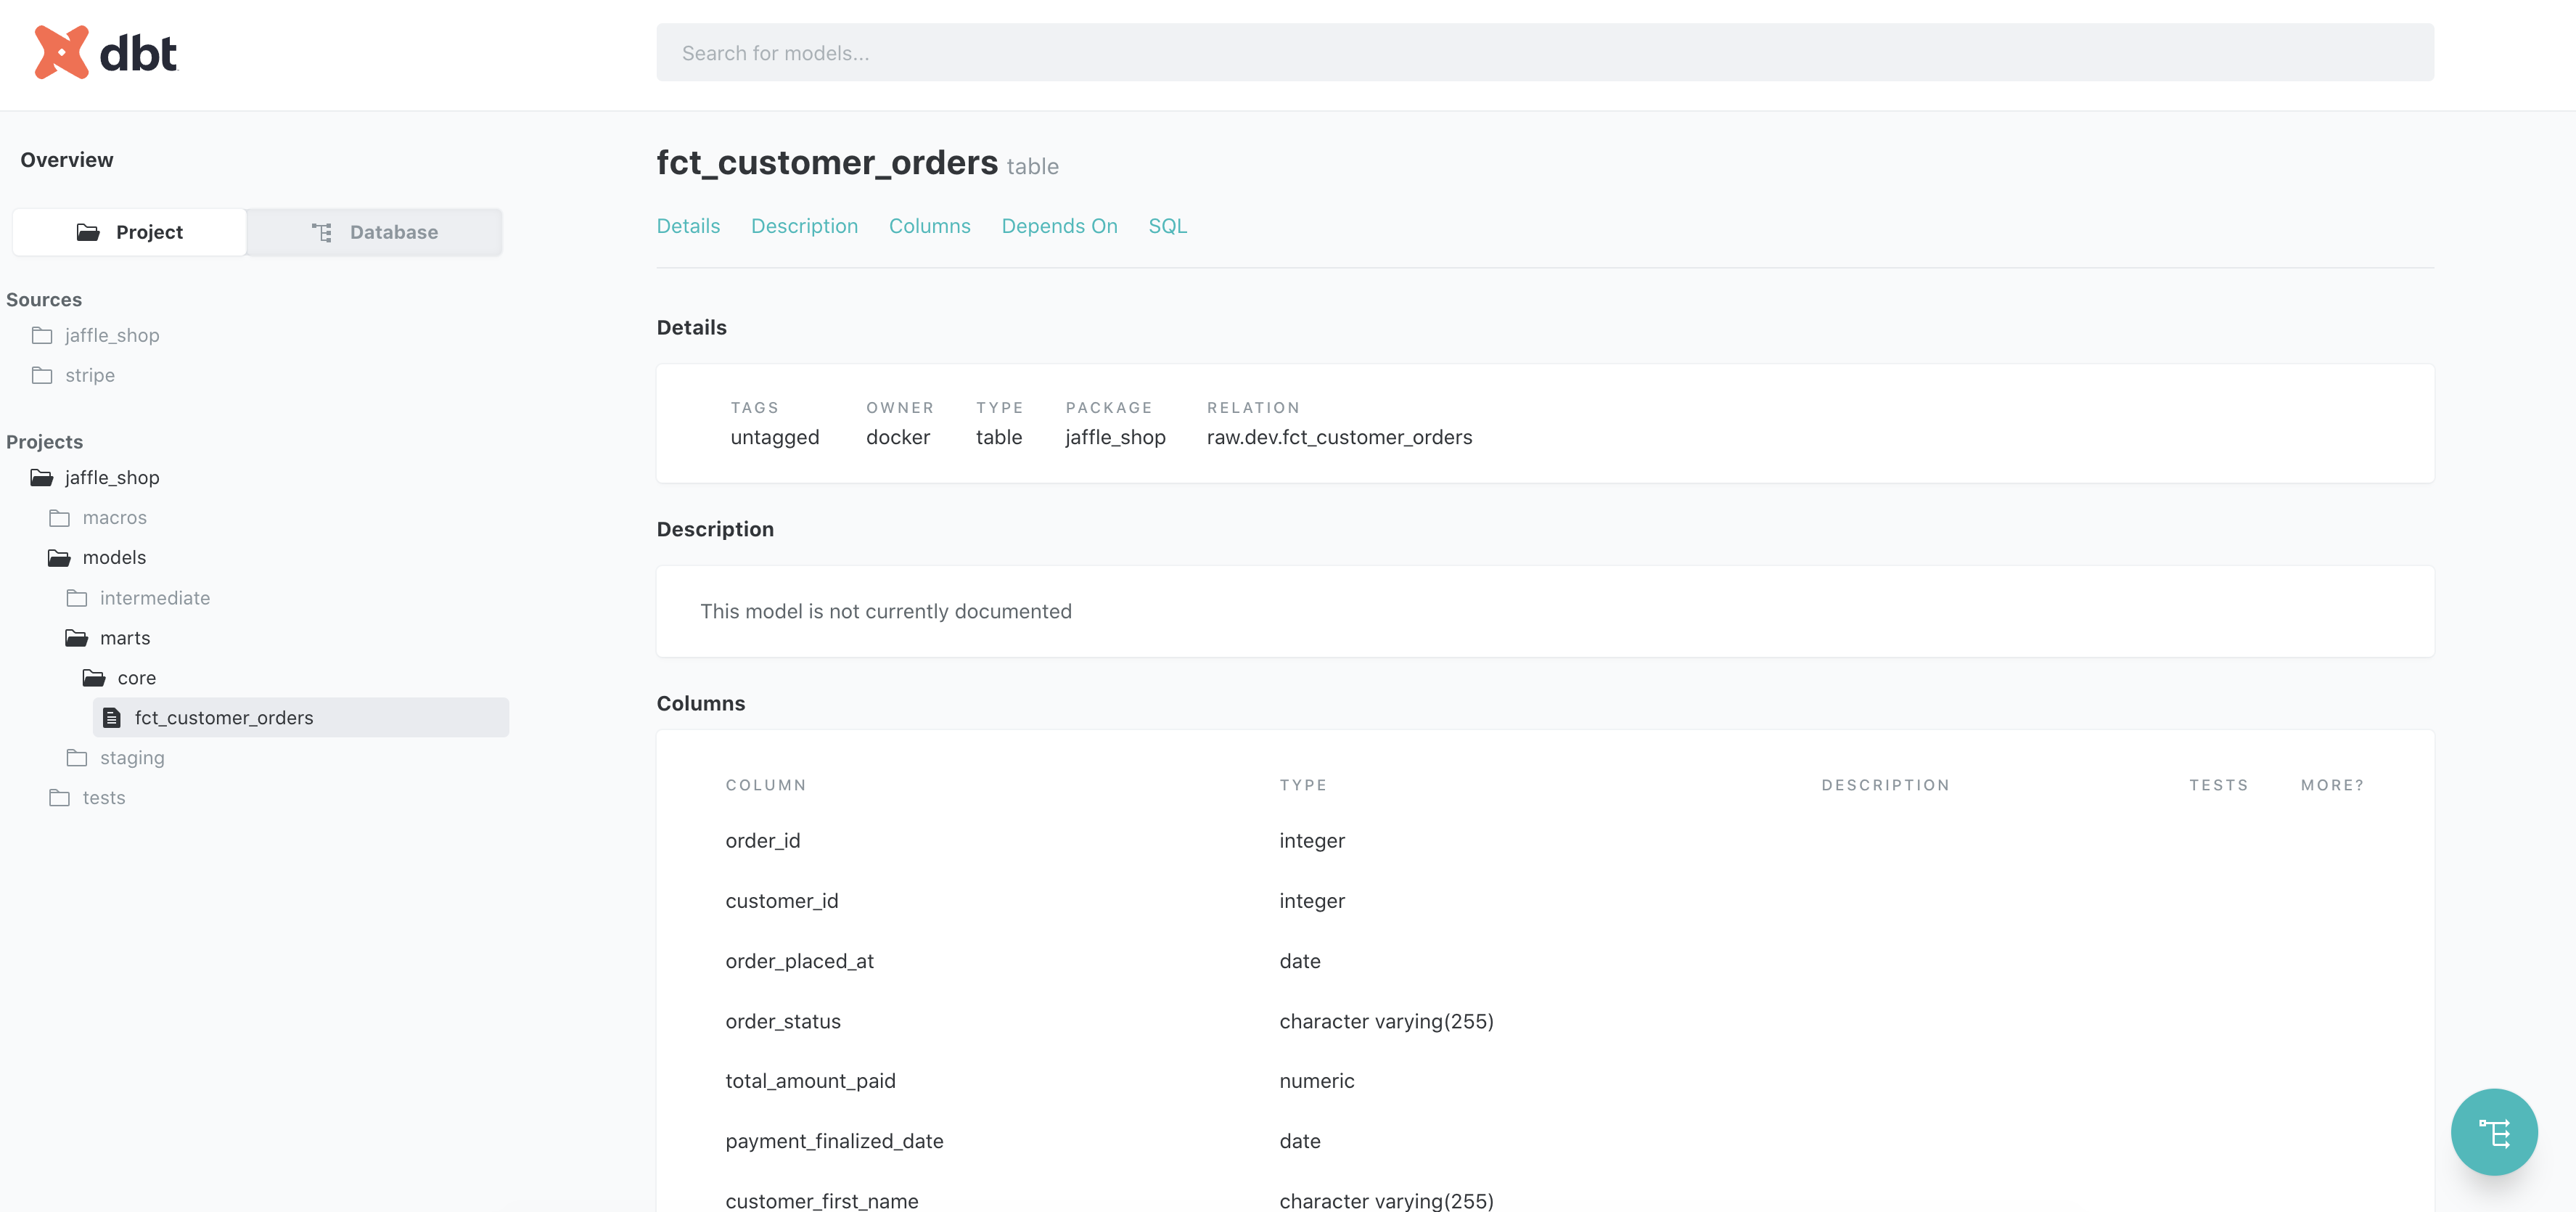 dbt
Search for models...
Overview
Project
Database
Sources
jaffle_shop
stripe
Projects
jaffle_shop
macros
models
intermediate
marts
core
fct_customer_orders
staging
tests
fct_customer_orders table
Details Description Columns Depends On SQL
Details
TAGS OWNER TYPE PACKAGE RELATION
untagged docker table jaffle_shop raw.dev.fct_customer_orders
Description
This model is not currently documented
Columns
COLUMN TYPE DESCRIPTION TESTS MORE?
order_id integer
customer_id integer
order_placed_at date
order_status character varying(255)
total_amount_paid numeric
payment_finalized_date date
customer_first_name character varying(255)